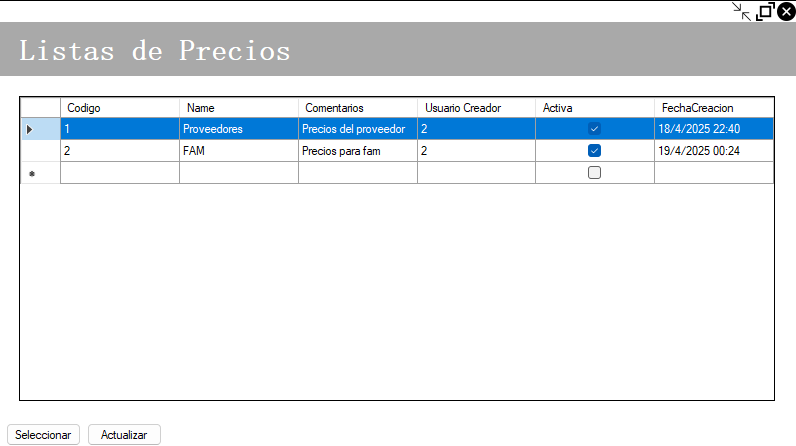 Listas de Precios
Codigo Name Comentarios Usuario Creador Activa FechaCreacion
1 Proveedores Precios del proveedor 2 18/4/2025 22:40
2 FAM Precios para fam 2 19/4/2025 00:24
Seleccionar Actualizar